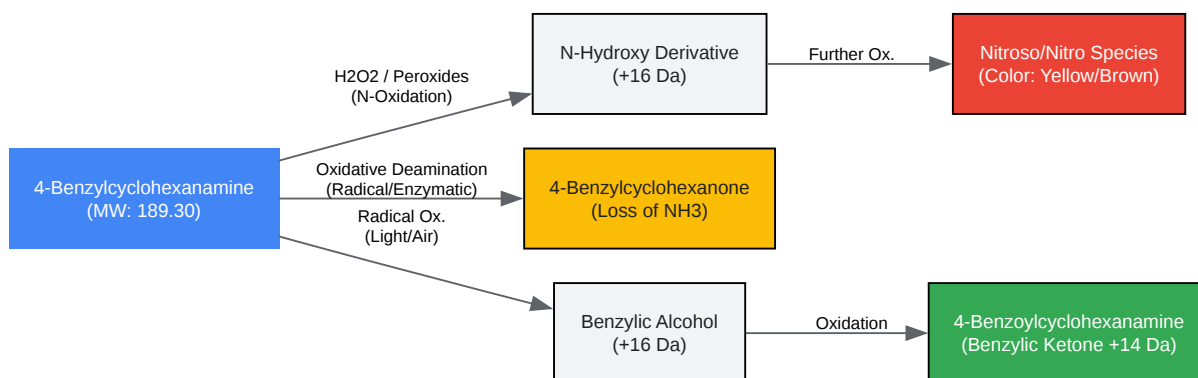 N-Hydroxy Derivative
(+16 Da)
Further Ox.
Nitroso/Nitro Species
(Color: Yellow/Brown)
H2O2 / Peroxides
(N-Oxidation)
4-Benzylcyclohexanamine
(MW: 189.30)
Oxidative Deamination
(Radical/Enzymatic)
4-Benzylcyclohexanone
(Loss of NH3)
Radical Ox.
(Light/Air)
Benzylic Alcohol
(+16 Da)
Oxidation
4-Benzoylcyclohexanamine
(Benzylic Ketone +14 Da)